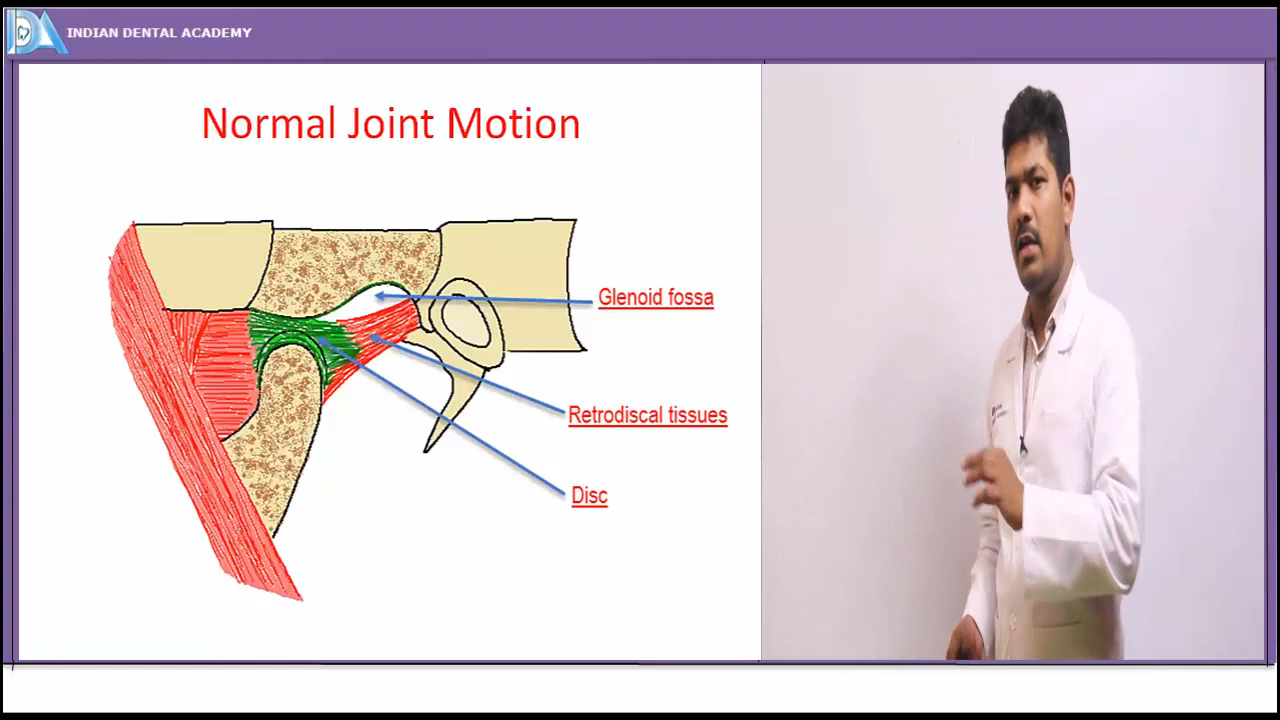 INDIAN DENTAL ACADEMY
Normal Joint Motion
Glenoid fossa
Retrodiscal tissues
Disc